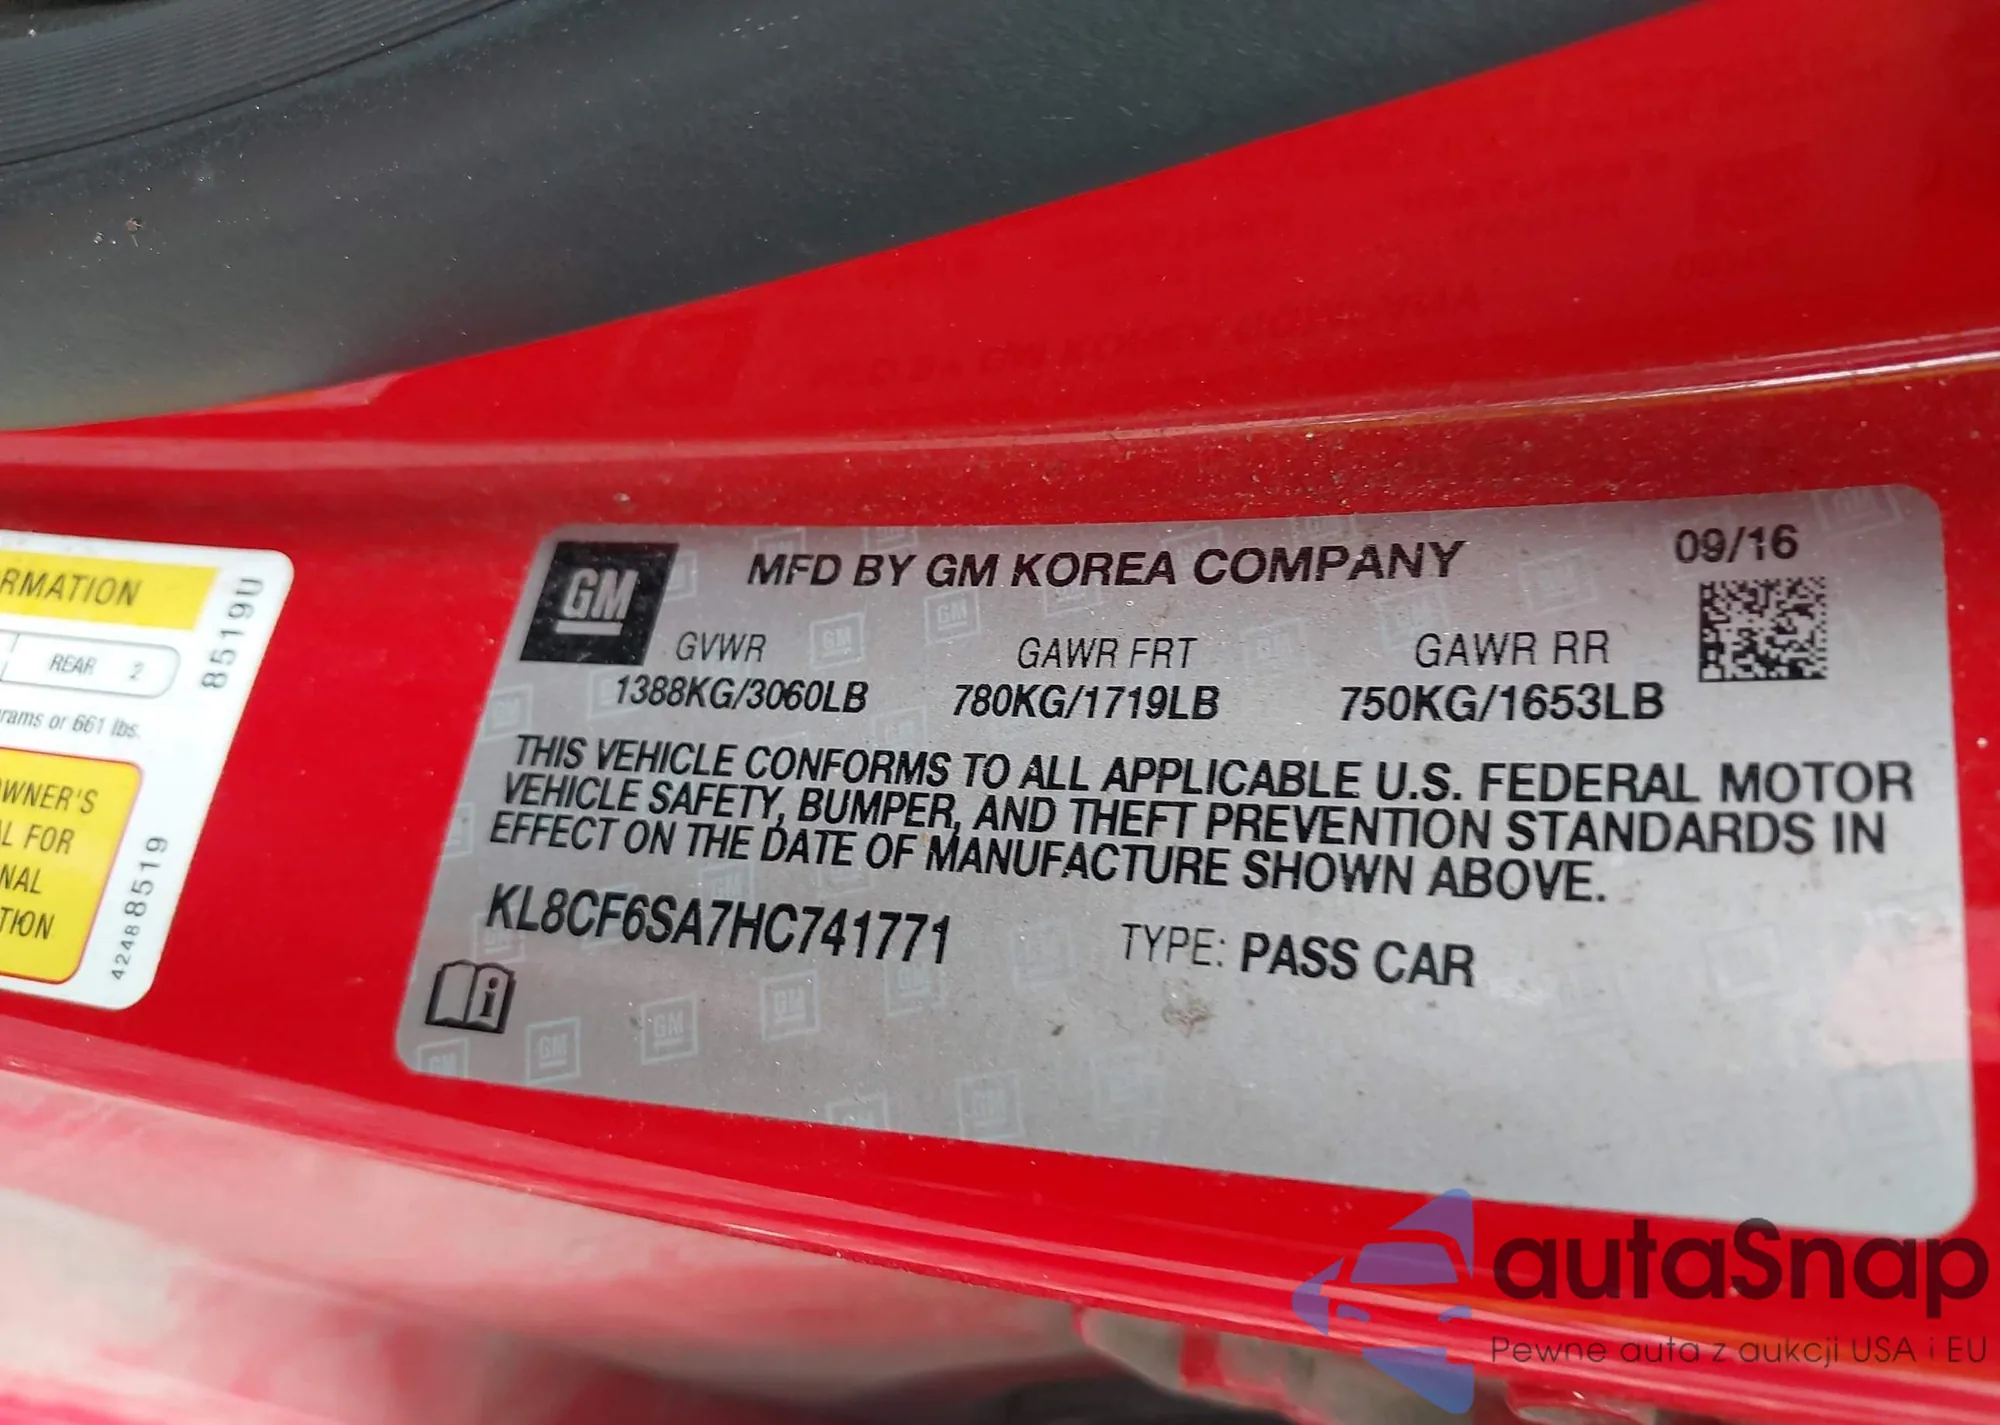 RMATION
REAR 2
rams or 661 lbs.
8519U
WNER'S
L FOR
NAL
TION
42488519
GM
MFD BY GM KOREA COMPANY
09/16
GVWR GAWR FRT GAWR RR
1388KG/3060LB 780KG/1719LB 750KG/1653LB
THIS VEHICLE CONFORMS TO ALL APPLICABLE U.S. FEDERAL MOTOR
VEHICLE SAFETY, BUMPER, AND THEFT PREVENTION STANDARDS IN
EFFECT ON THE DATE OF MANUFACTURE SHOWN ABOVE.
KL8CF6SA7HC741771 TYPE: PASS CAR
autaSnap
Pewne auta z aukcji USA i EU